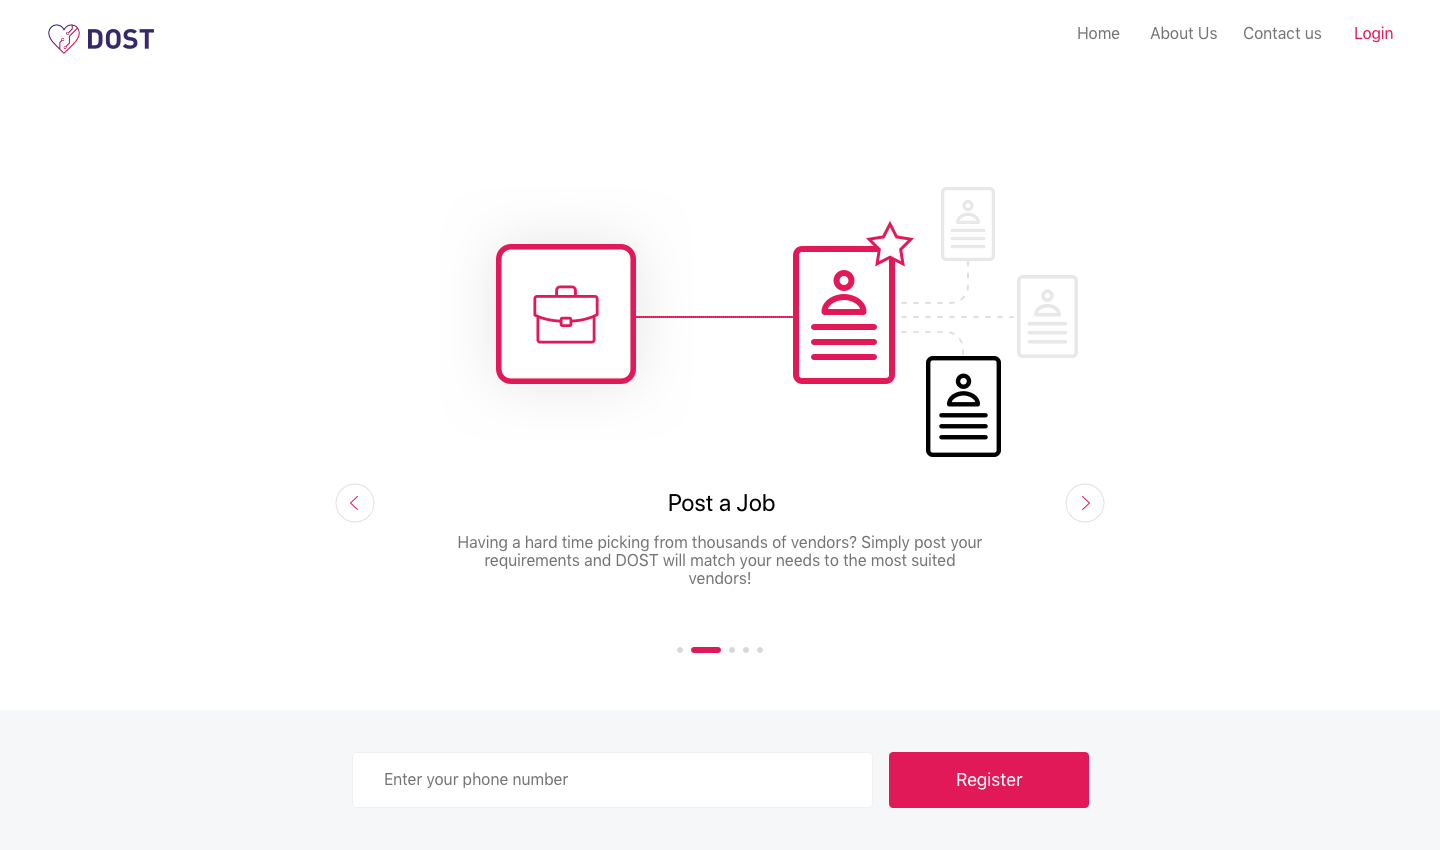 DOST
Home About Us Contact us Login
Post a Job
Having a hard time picking from thousands of vendors? Simply post your
requirements and DOST will match your needs to the most suited
vendors!
Enter your phone number
Register